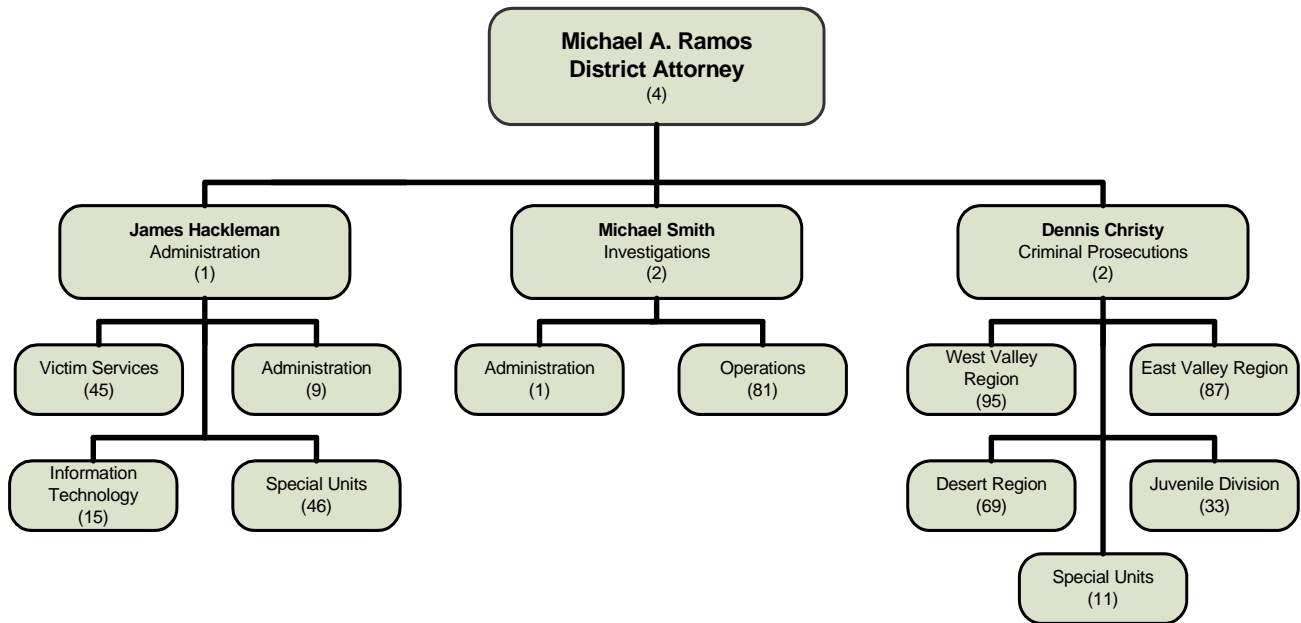 Michael A. Ramos
District Attorney
(4)
James Hackleman
Administration
(1)
Michael Smith
Investigations
(2)
Dennis Christy
Criminal Prosecutions
(2)
Victim Services
(45)
Administration
(9)
Administration
(1)
Operations
(81)
West Valley
Region
(95)
East Valley Region
(87)
Information
Technology
(15)
Special Units
(46)
Desert Region
(69)
Juvenile Division
(33)
Special Units
(11)